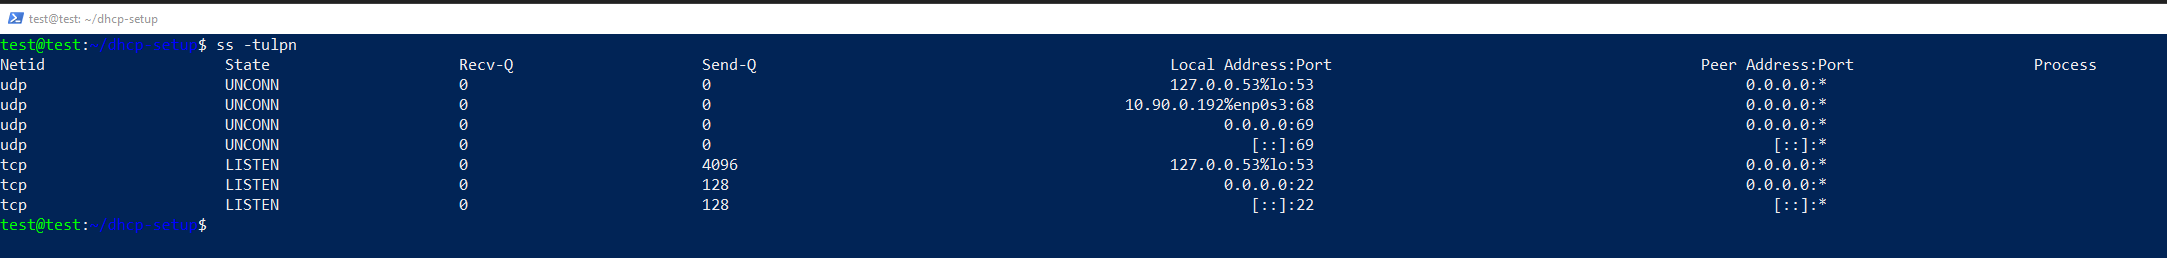 test@test: ~/dhcp-setup
test@test:~/dhcp-setup$ ss -tulpn
Netid State Recv-Q Send-Q Local Address:Port Peer Address:Port Process
udp UNCONN 0 0 127.0.0.53%lo:53 0.0.0.0:*
udp UNCONN 0 0 10.90.0.192%enp0s3:68 0.0.0.0:*
udp UNCONN 0 0 0.0.0.0:69 0.0.0.0:*
udp UNCONN 0 0 [::]:69 [::]:*
tcp LISTEN 0 4096 127.0.0.53%lo:53 0.0.0.0:*
tcp LISTEN 0 128 0.0.0.0:22 0.0.0.0:*
tcp LISTEN 0 128 [::]:22 [::]:*
test@test:~/dhcp-setup$